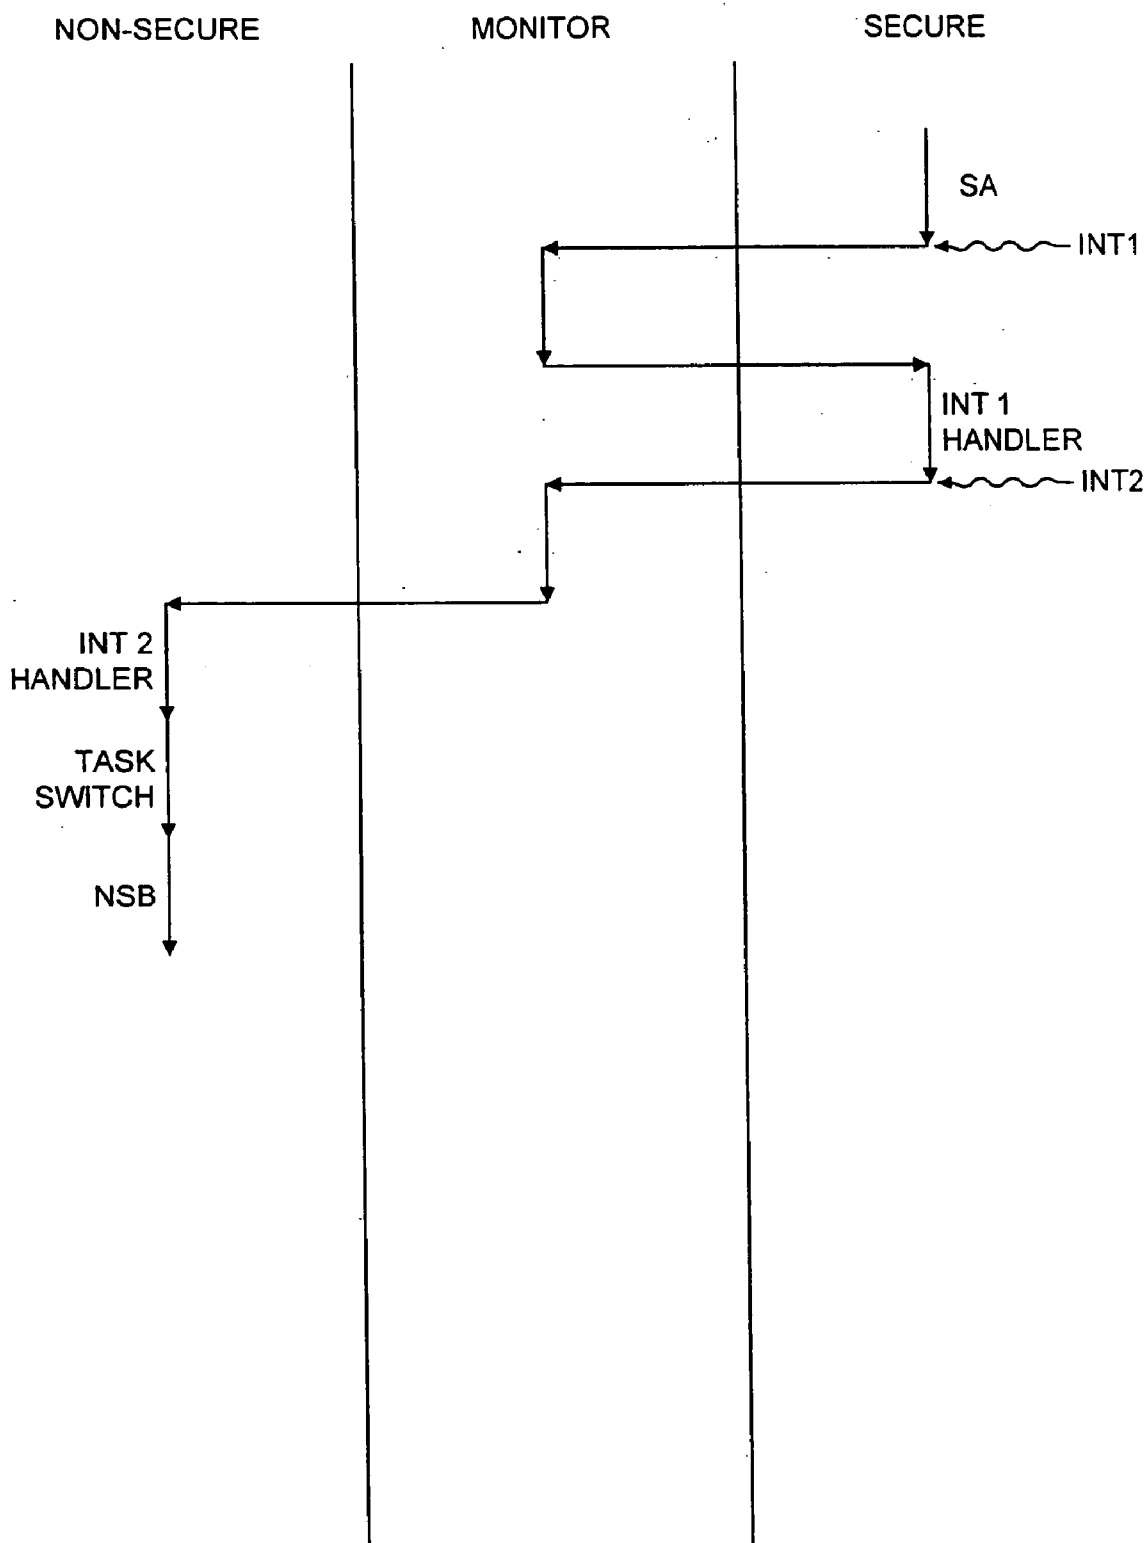 NON-SECURE
MONITOR
SECURE
SA
INT1
INT 1
HANDLER
INT2
INT 2
HANDLER
TASK
SWITCH
NSB